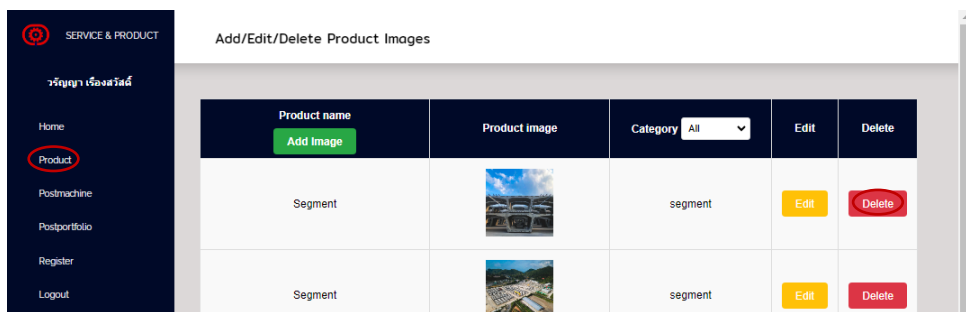 SERVICE & PRODUCT
Add/Edit/Delete Product Images
วรัญญา เรืองสวัสดิ์
Home
Product
Postmachine
Postportfolio
Register
Logout
Product name
Add Image
Product image
Category All
Edit
Delete
Segment
segment
Edit
Delete
Segment
segment
Edit
Delete